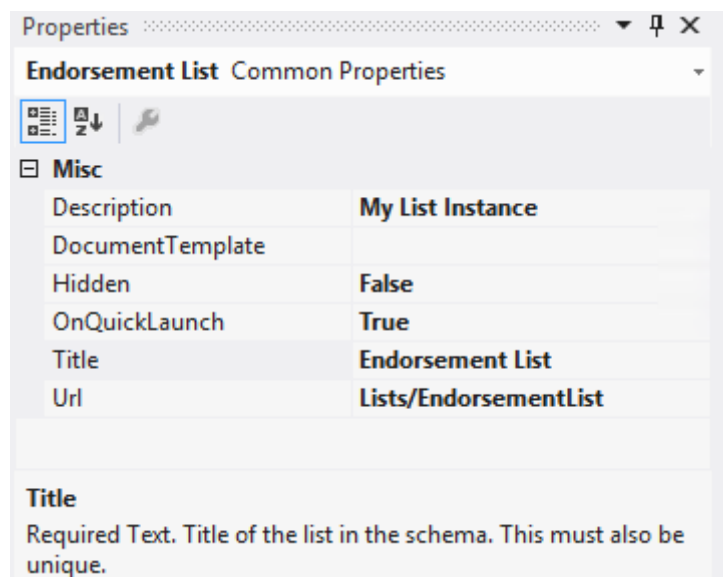 Properties
Endorsement List Common Properties
A
Z
Misc
Description My List Instance
DocumentTemplate
Hidden False
OnQuickLaunch True
Title Endorsement List
Url Lists/EndorsementList
Title
Required Text. Title of the list in the schema. This must also be
unique.